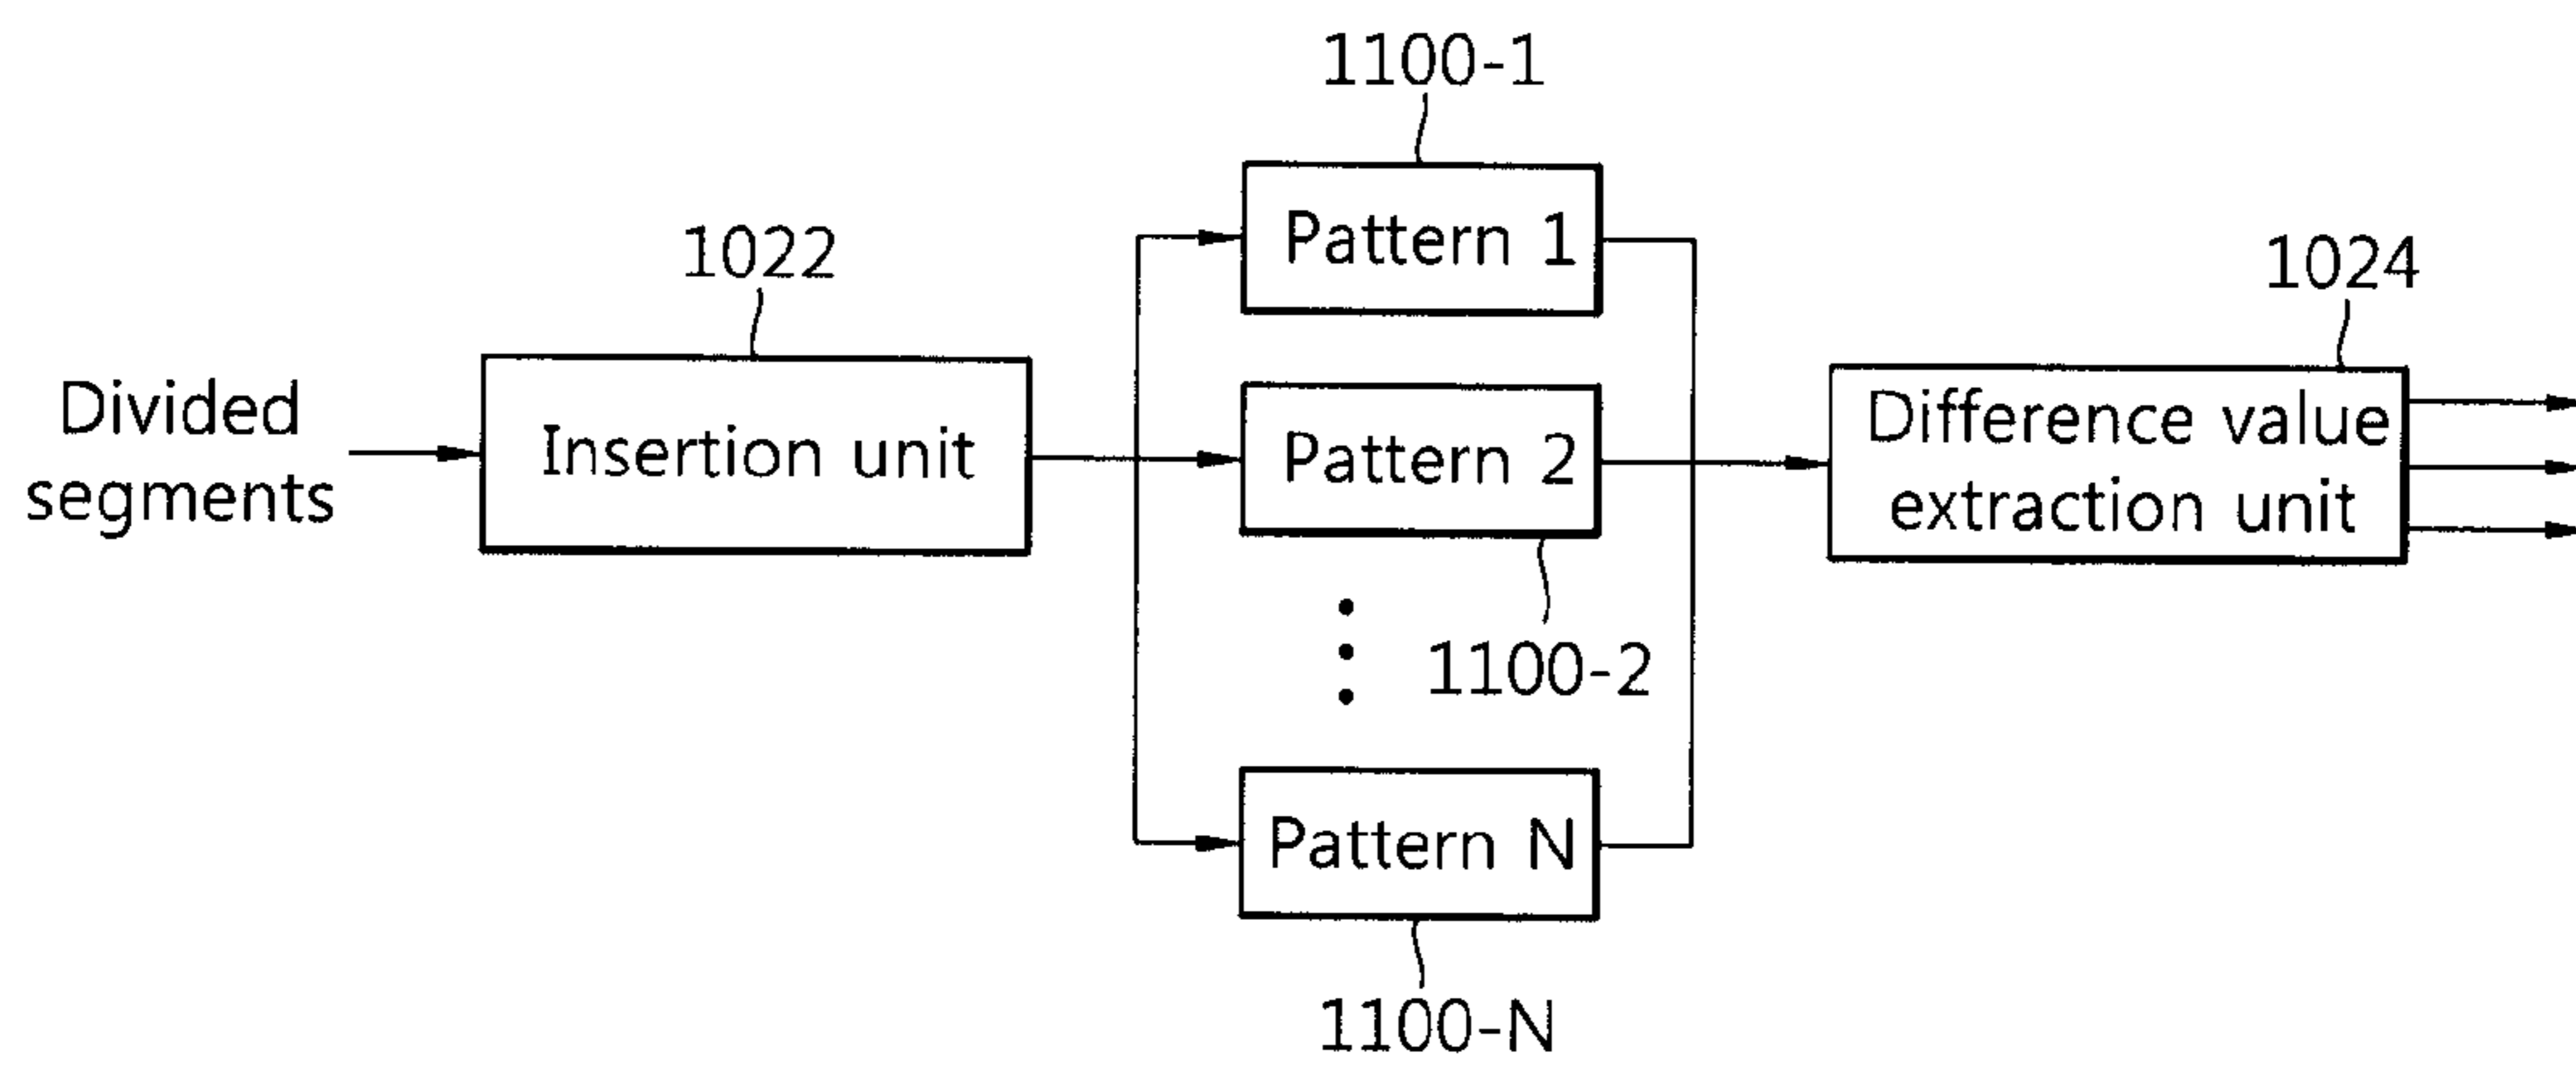 1100-1
Pattern 1
1022
1024
Divided
segments
Insertion unit
Pattern 2
Difference value
extraction unit
1100-2
Pattern N
1100-N